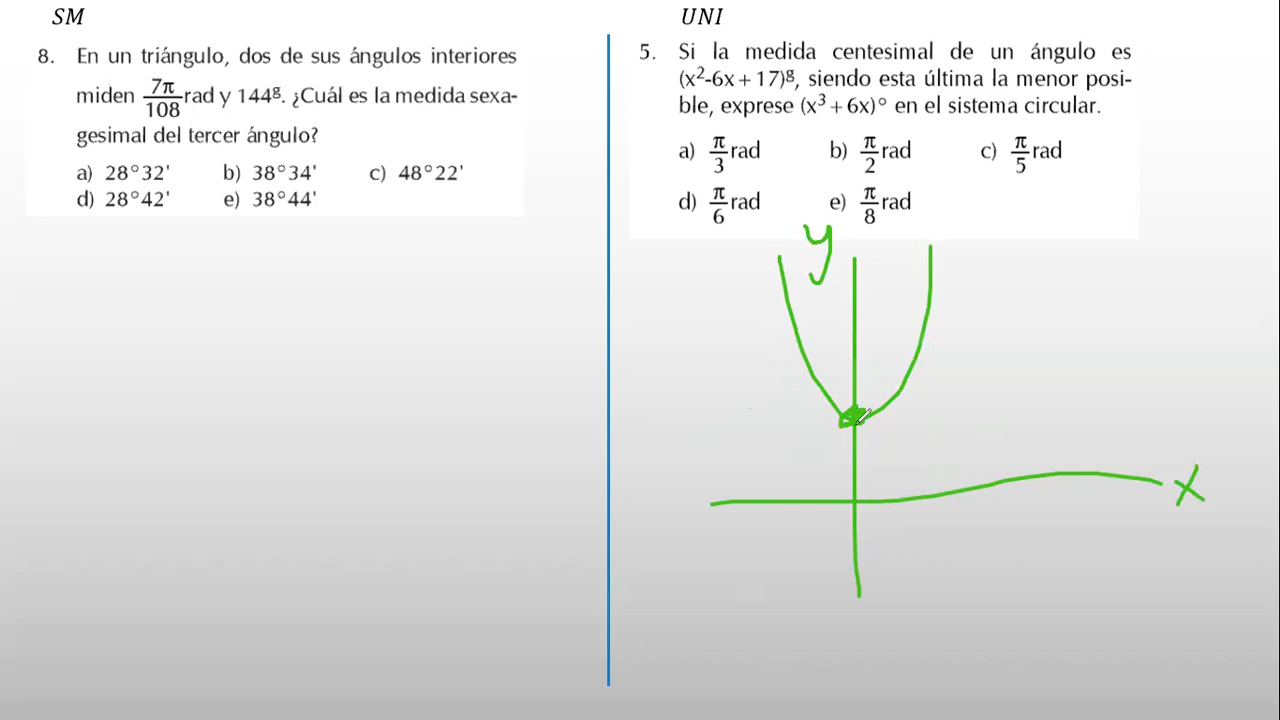 SM
8. En un triángulo, dos de sus ángulos interiores
miden 7π/108 rad y 144ᵍ. ¿Cuál es la medida sexa-
gesimal del tercer ángulo?
a) 28°32' b) 38°34' c) 48°22'
d) 28°42' e) 38°44'
UNI
5. Si la medida centesimal de un ángulo es
(x²-6x+17)ᵍ, siendo esta última la menor posi-
ble, exprese (x³+6x)° en el sistema circular.
a) π/3 rad b) π/2 rad c) π/5 rad
d) π/6 rad e) π/8 rad
y
x